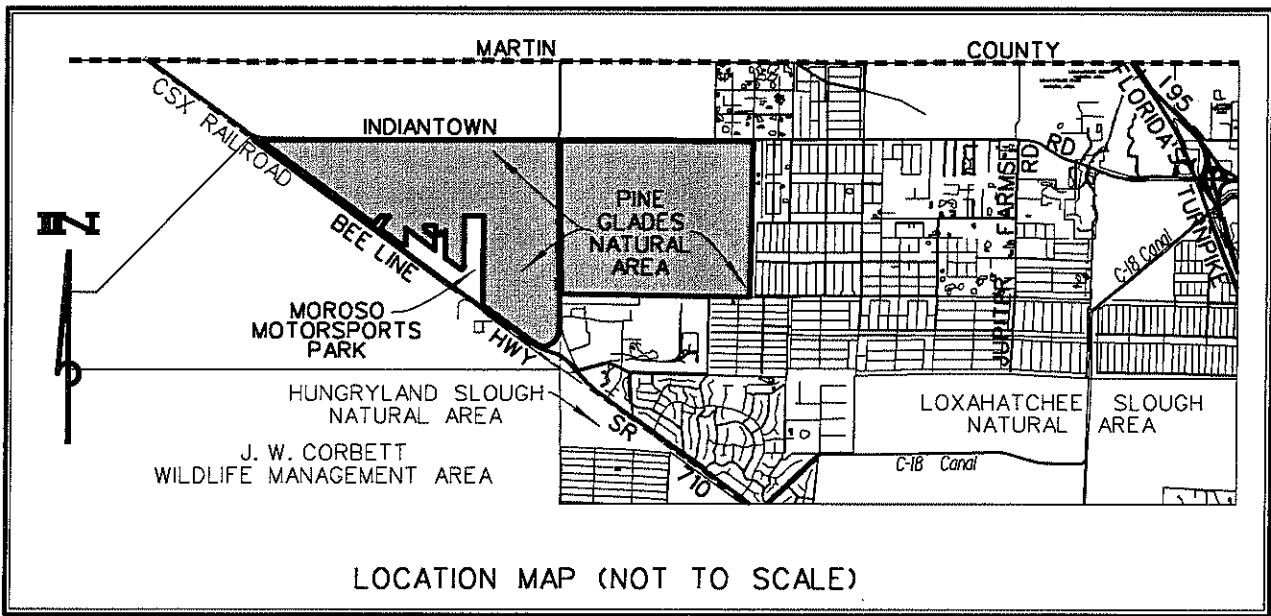 MARTIN COUNTY
CSX RAILROAD
INDIANTOWN RD
I95
FLORIDA'S TURNPIKE
N
BEE LINE HWY SR 710
PINE
GLADES
NATURAL
AREA
JUPITER FARMS RD
C-18 Canal
MOROSO
MOTORSPORTS
PARK
HUNGRYLAND SLOUGH
NATURAL AREA
LOXAHATCHEE SLOUGH
NATURAL AREA
J. W. CORBETT
WILDLIFE MANAGEMENT AREA
C-18 Canal
LOCATION MAP (NOT TO SCALE)